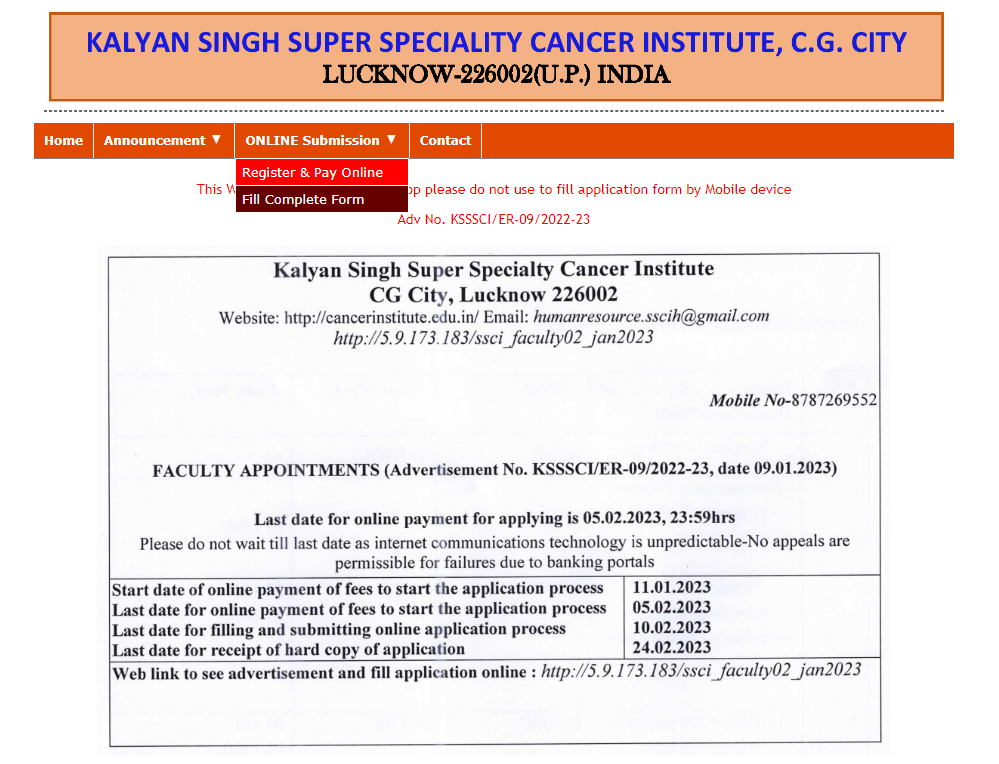 KALYAN SINGH SUPER SPECIALITY CANCER INSTITUTE, C.G. CITY
LUCKNOW-226002(U.P.) INDIA
Home
Announcement ▼
ONLINE Submission ▼
Contact
Register & Pay Online
Fill Complete Form
This W
op please do not use to fill application form by Mobile device
Adv No. KSSSCI/ER-09/2022-23
Kalyan Singh Super Specialty Cancer Institute
CG City, Lucknow 226002
Website: http://cancerinstitute.edu.in/ Email: humanresource.sscih@gmail.com
http://5.9.173.183/ssci_faculty02_jan2023
Mobile No-8787269552
FACULTY APPOINTMENTS (Advertisement No. KSSSCI/ER-09/2022-23, date 09.01.2023)
Last date for online payment for applying is 05.02.2023, 23:59hrs
Please do not wait till last date as internet communications technology is unpredictable-No appeals are
permissible for failures due to banking portals
Start date of online payment of fees to start the application process 11.01.2023
Last date for online payment of fees to start the application process 05.02.2023
Last date for filling and submitting online application process 10.02.2023
Last date for receipt of hard copy of application 24.02.2023
Web link to see advertisement and fill application online : http://5.9.173.183/ssci_faculty02_jan2023